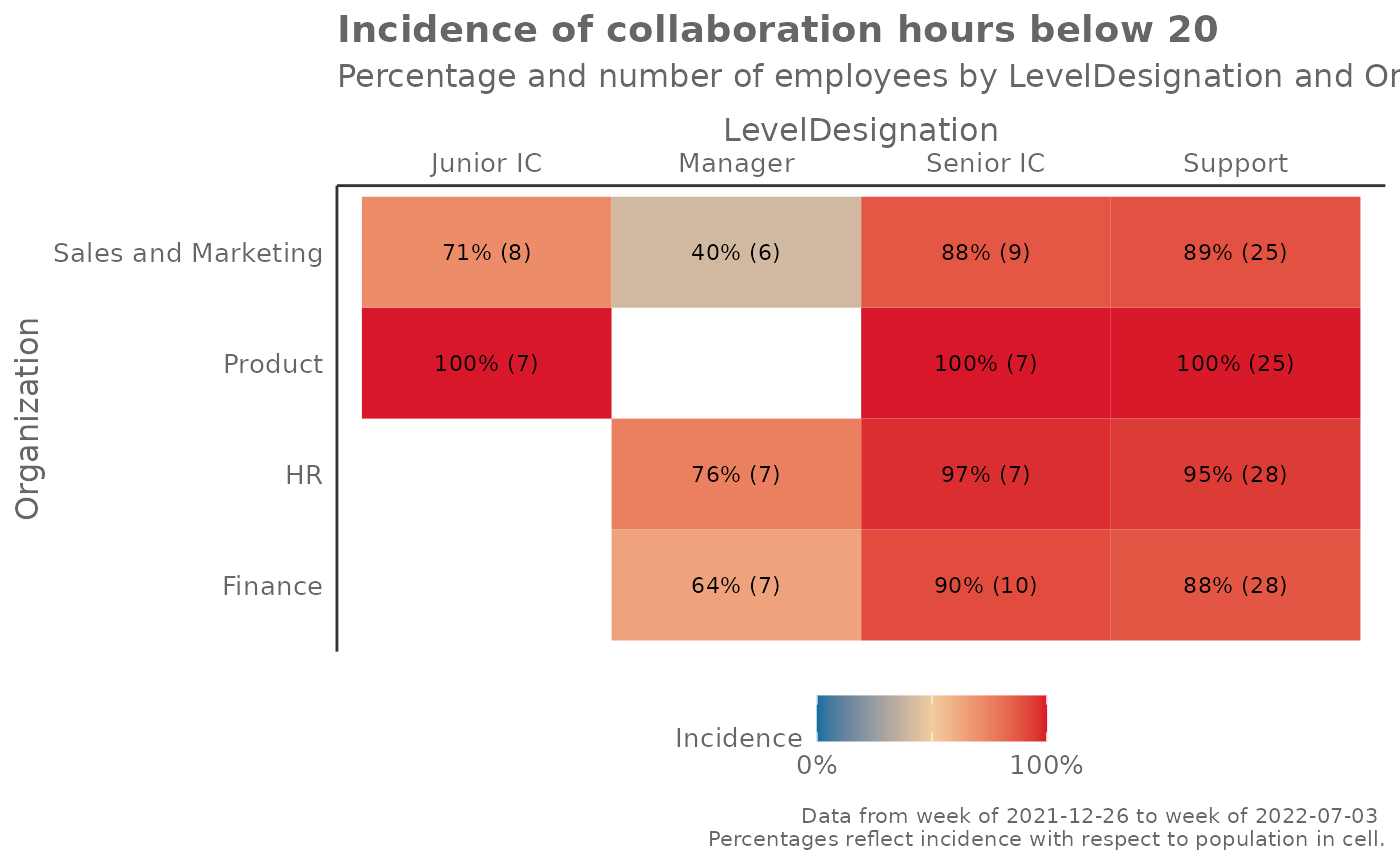 Incidence of collaboration hours below 20
Percentage and number of employees by LevelDesignation and Or
LevelDesignation
Junior IC Manager Senior IC Support
Organization
Sales and Marketing 71% (8) 40% (6) 88% (9) 89% (25)
Product 100% (7) 100% (7) 100% (25)
HR 76% (7) 97% (7) 95% (28)
Finance 64% (7) 90% (10) 88% (28)
Incidence
0% 100%
Data from week of 2021-12-26 to week of 2022-07-03
Percentages reflect incidence with respect to population in cell.